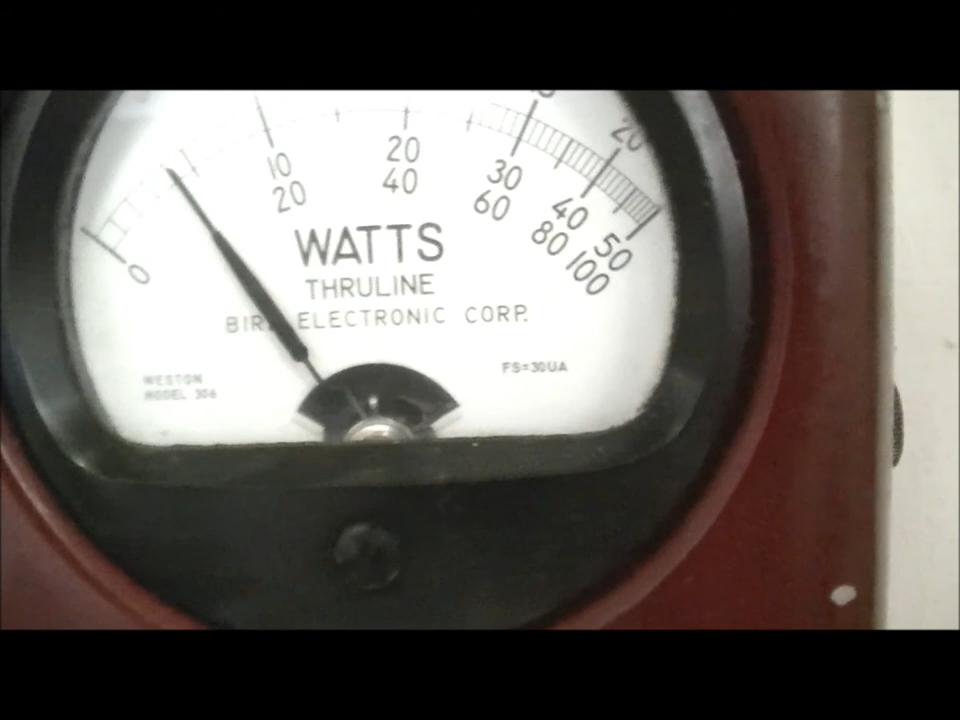 20
10 20 30 40 50
20 40 60 80 100
0
WATTS
THRULINE
BIRD ELECTRONIC CORP.
WESTON
MODEL 306
FS=30UA